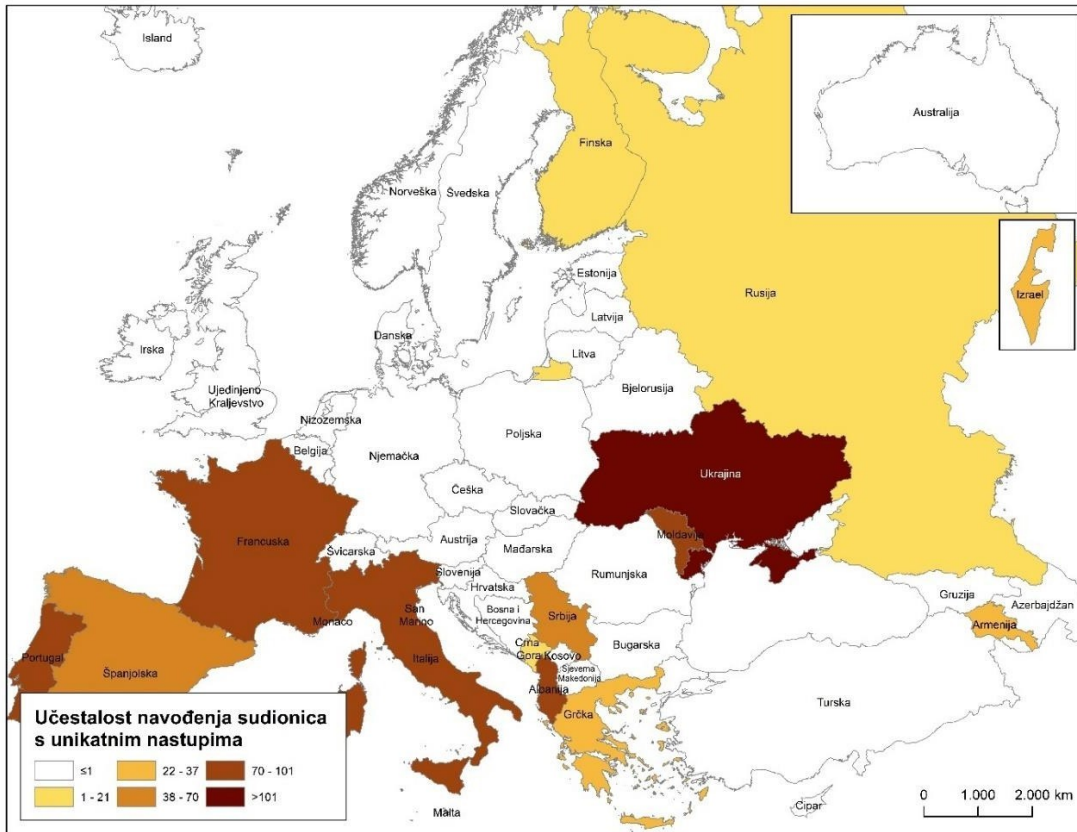 Island
Australija
Finska
Norveška
Švedska
Izrael
Estonija
Rusija
Latvija
Danska
Litva
Irska
Bjelorusija
Ujedinjeno
Kraljevstvo
Nizozemska
Poljska
Belgija
Njemačka
Ukrajina
Češka
Slovačka
Moldavija
Francuska
Austrija
Švicarska
Mađarska
Rumunjska
Slovenija
Hrvatska
Gruzija
Azerbajdžan
Bosna i
Hercegovina
San
Marino
Monaco
Srbija
Armenija
Crna
Gora
Kosovo
Bugarska
Portugal
Italija
Sjeverna
Makedonija
Španjolska
Albanija
Turska
Grčka
Učestalost navođenja sudionica
s unikatnim nastupima
≤1
22 - 37
70 - 101
1 - 21
38 - 70
>101
Malta
Cipar
0
1.000
2.000 km